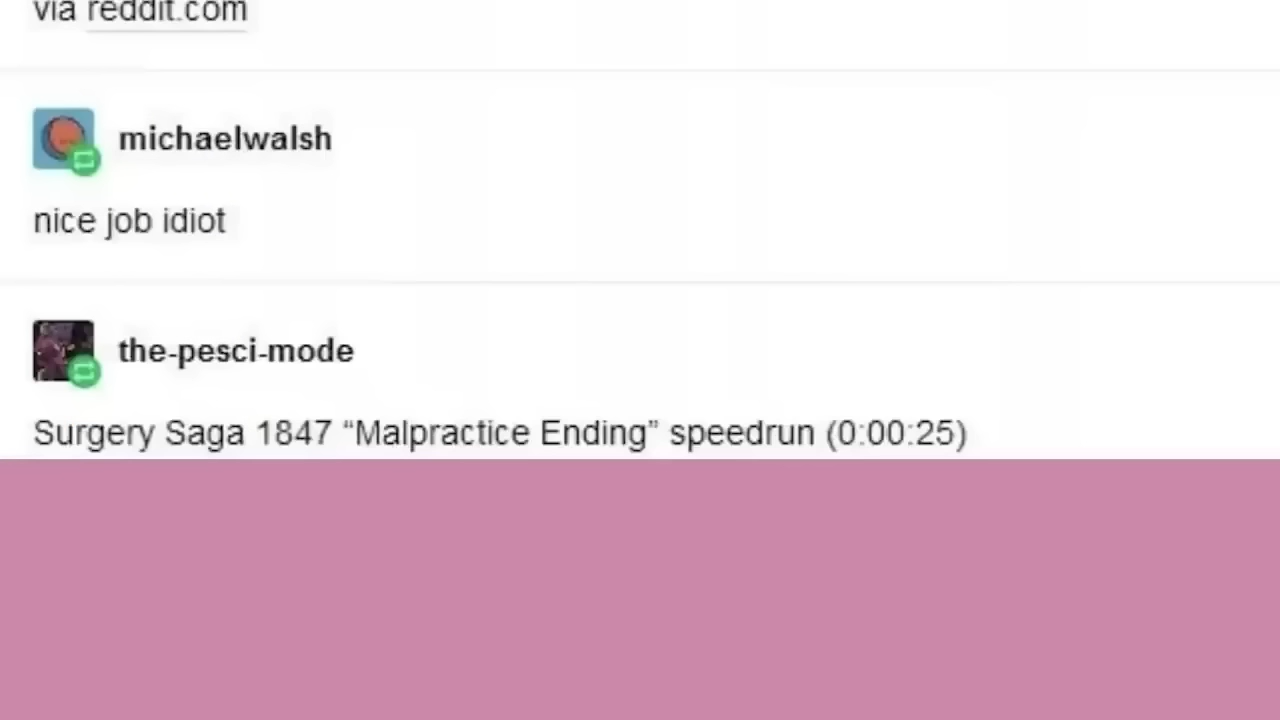 via reddit.com
michaelwalsh
nice job idiot
the-pesci-mode
Surgery Saga 1847 “Malpractice Ending” speedrun (0:00:25)